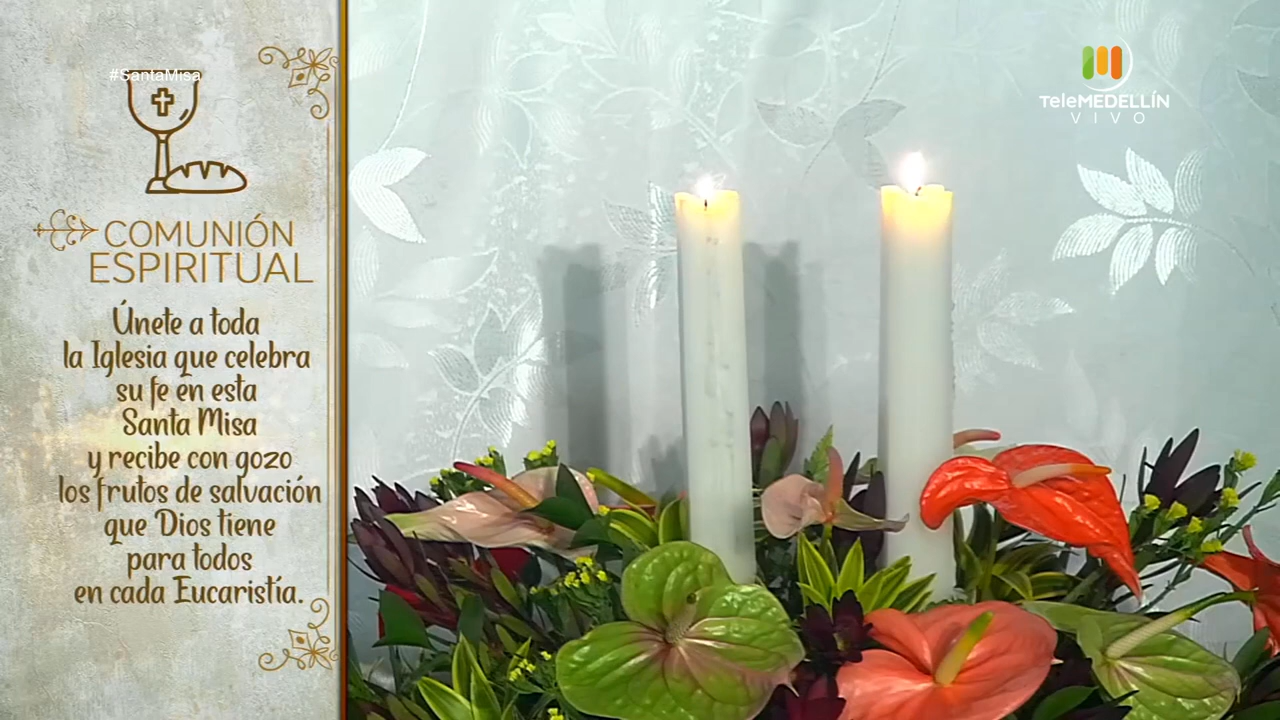 #SantaMisa
COMUNIÓN
ESPIRITUAL
Únete a toda
la Iglesia que celebra
su fe en esta
Santa Misa
y recibe con gozo
los frutos de salvación
que Dios tiene
para todos
en cada Eucaristía.
TeleMEDELLÍN
VIVO